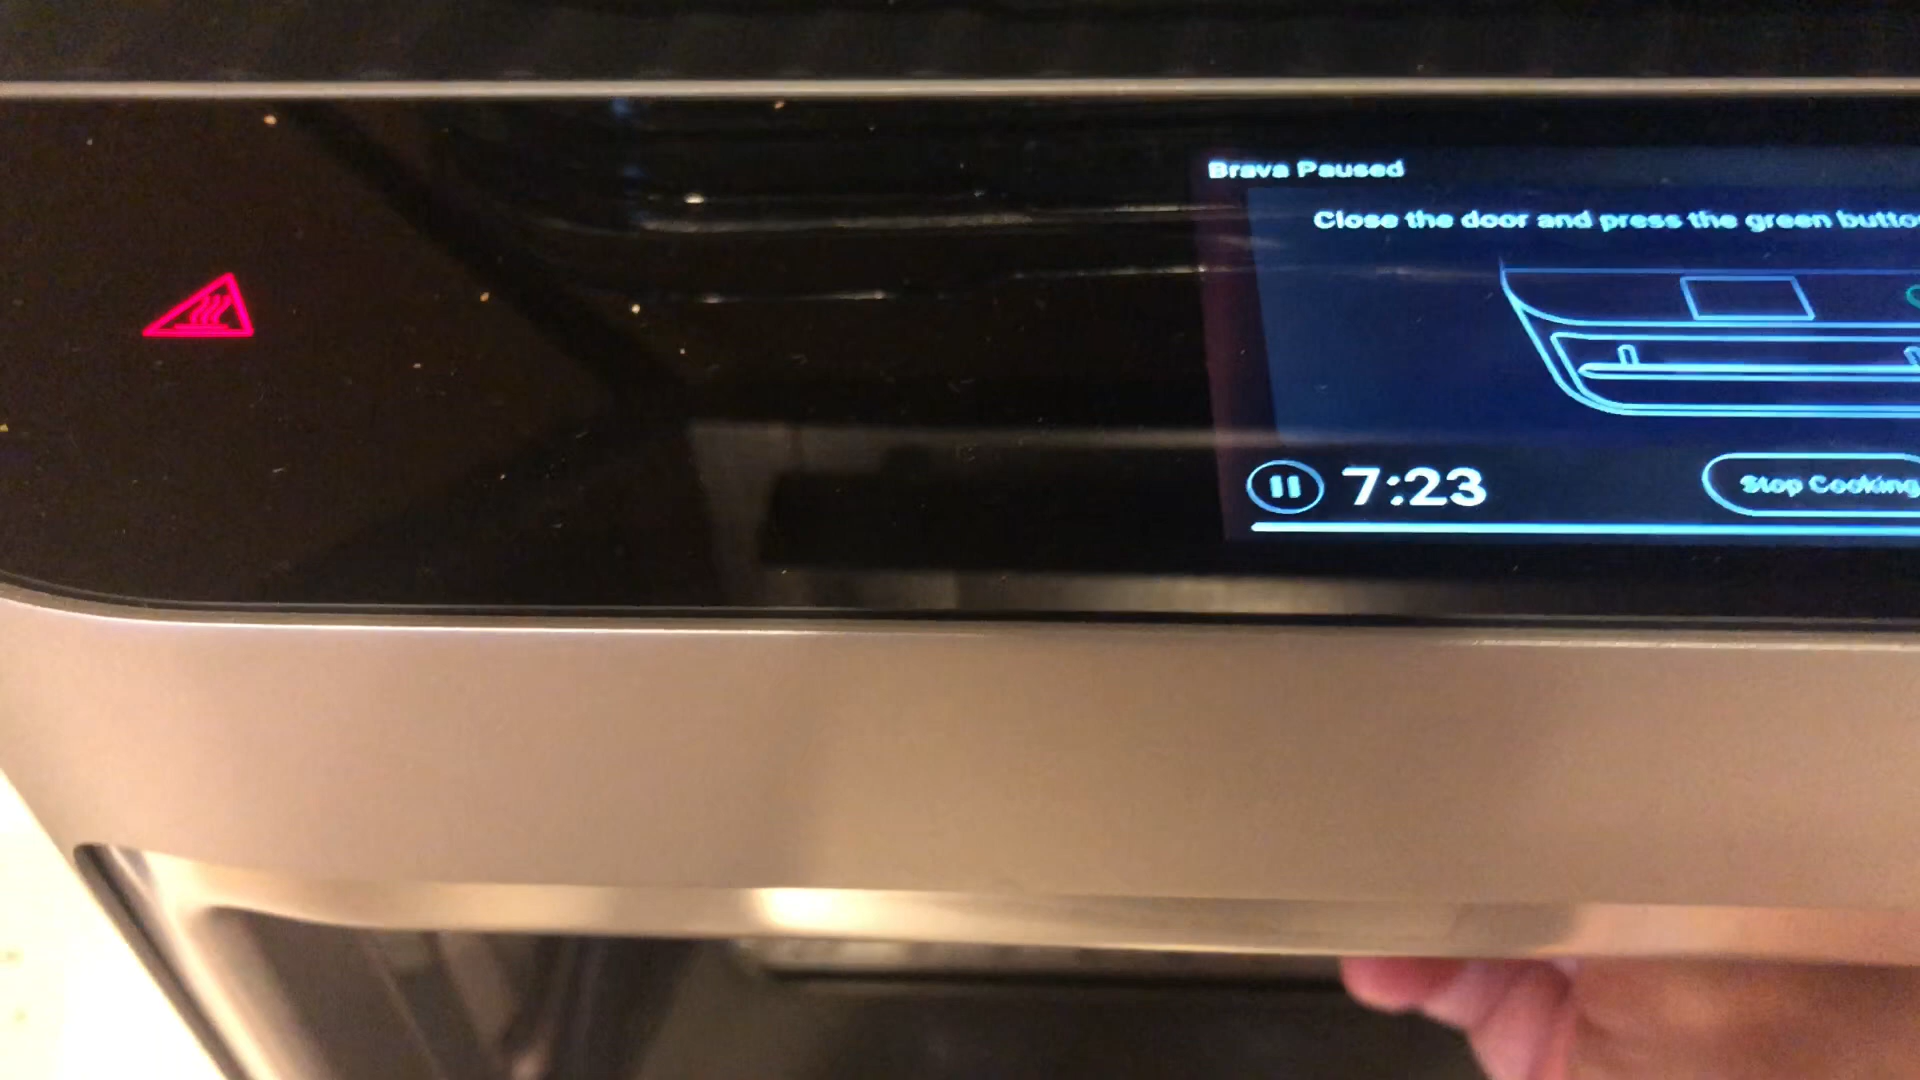 Brava Paused
Close the door and press the green
7:23
Stop Cooking